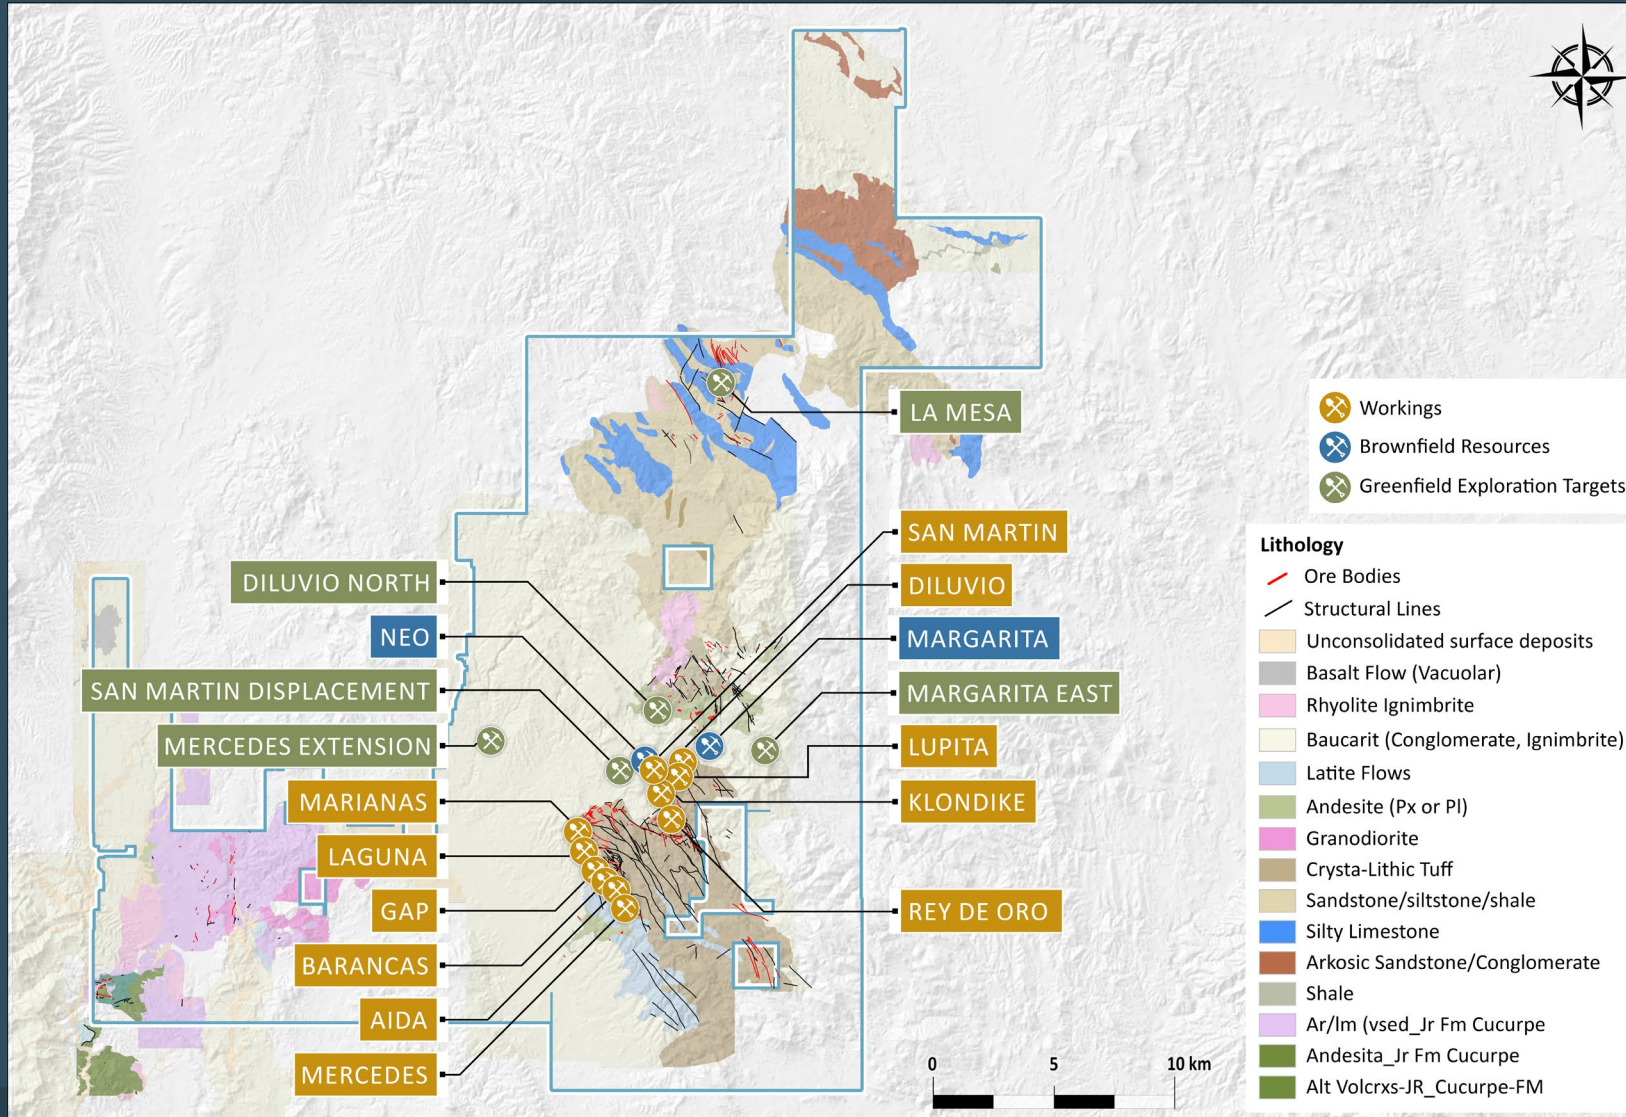 LA MESA
SAN MARTIN
DILUVIO
MARGARITA
MARGARITA EAST
LUPITA
KLONDIKE
REY DE ORO
DILUVIO NORTH
NEO
SAN MARTIN DISPLACEMENT
MERCEDES EXTENSION
MARIANAS
LAGUNA
GAP
BARANCAS
AIDA
MERCEDES
0 5 10 km
Workings
Brownfield Resources
Greenfield Exploration Targets
Lithology
Ore Bodies
Structural Lines
Unconsolidated surface deposits
Basalt Flow (Vacuolar)
Rhyolite Ignimbrite
Baucarit (Conglomerate, Ignimbrite)
Latite Flows
Andesite (Px or Pl)
Granodiorite
Crysta-Lithic Tuff
Sandstone/siltstone/shale
Silty Limestone
Arkosic Sandstone/Conglomerate
Shale
Ar/lm (vsed_Jr Fm Cucurpe
Andesita_Jr Fm Cucurpe
Alt Volcrxs-JR_Cucurpe-FM